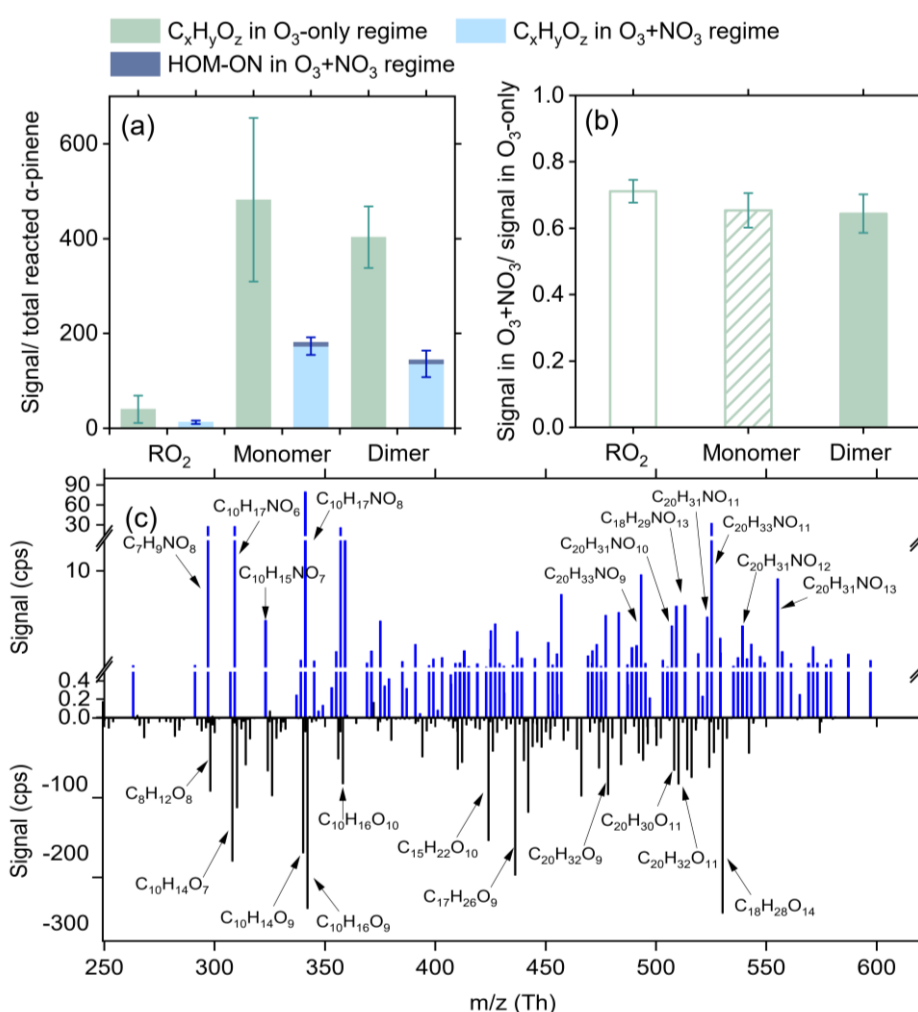 CₓHᵧO_z in O₃-only regime
CₓHᵧO_z in O₃+NO₃ regime
HOM-ON in O₃+NO₃ regime
(a)
Signal/ total reacted α-pinene
600
400
200
0
RO₂ Monomer Dimer
(b)
Signal in O₃+NO₃/ signal in O₃-only
1.0
0.8
0.6
0.4
0.2
0.0
RO₂ Monomer Dimer
(c)
Signal (cps)
90
60
30
10
0.4
0.2
0.0
C₇H₉NO₈
C₁₀H₁₇NO₆
C₁₀H₁₅NO₇
C₁₀H₁₇NO₈
C₂₀H₃₃NO₉
C₂₀H₃₁NO₁₀
C₁₈H₂₉NO₁₃
C₂₀H₃₁NO₁₁
C₂₀H₃₃NO₁₁
C₂₀H₃₁NO₁₂
C₂₀H₃₁NO₁₃
Signal (cps)
-100
-200
-300
C₈H₁₂O₈
C₁₀H₁₄O₇
C₁₀H₁₄O₉
C₁₀H₁₆O₉
C₁₀H₁₆O₁₀
C₁₅H₂₂O₁₀
C₁₇H₂₆O₉
C₂₀H₃₂O₉
C₂₀H₃₀O₁₁
C₂₀H₃₂O₁₁
C₁₈H₂₈O₁₄
250 300 350 400 450 500 550 600
m/z (Th)